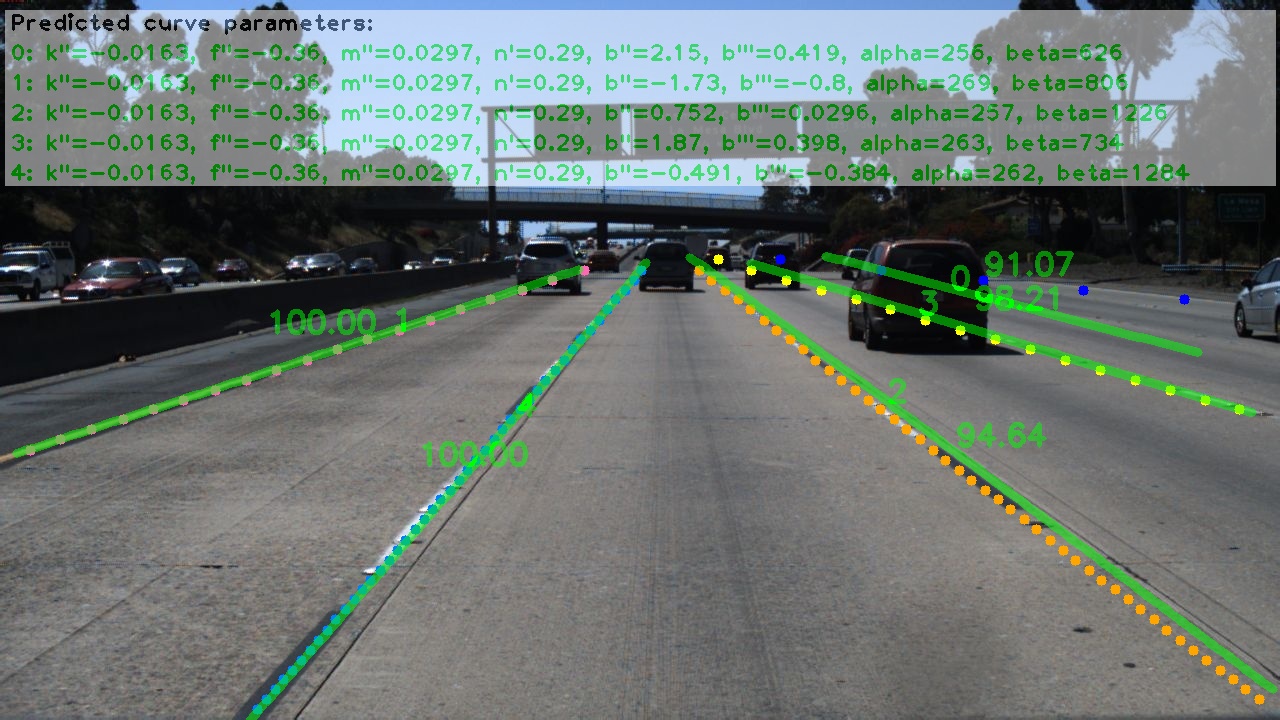 Predicted curve parameters:
0: k''=-0.0163, f''=-0.36, m''=0.0297, n'=0.29, b''=2.15, b'''=0.419, alpha=256, beta=626
1: k''=-0.0163, f''=-0.36, m''=0.0297, n'=0.29, b''=-1.73, b'''=-0.8, alpha=269, beta=806
2: k''=-0.0163, f''=-0.36, m''=0.0297, n'=0.29, b''=0.752, b'''=0.0296, alpha=257, beta=1226
3: k''=-0.0163, f''=-0.36, m''=0.0297, n'=0.29, b''=1.87, b'''=0.398, alpha=263, beta=734
4: k''=-0.0163, f''=-0.36, m''=0.0297, n'=0.29, b''=-0.491, b'''=-0.384, alpha=262, beta=1284
La Mesa
0 91.07
3 98.21
100.00 1
2
94.64
100.00